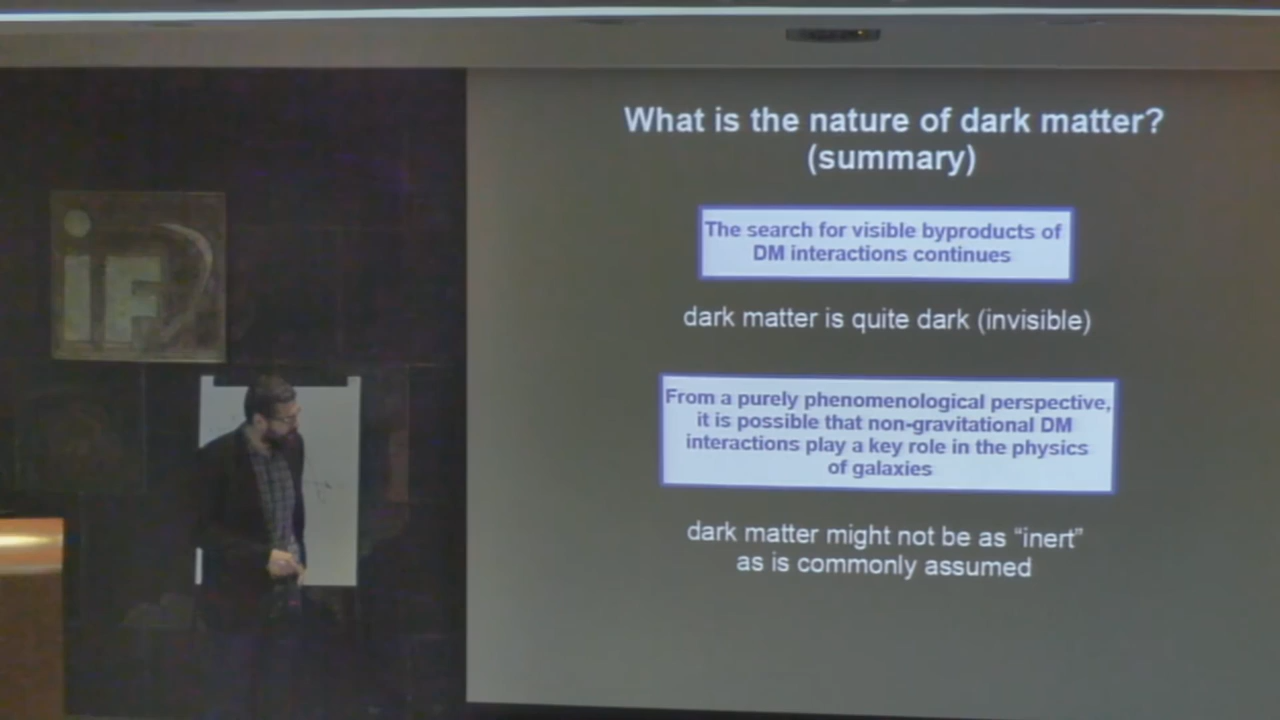 iF
What is the nature of dark matter?
(summary)
The search for visible byproducts of
DM interactions continues
dark matter is quite dark (invisible)
From a purely phenomenological perspective,
it is possible that non-gravitational DM
interactions play a key role in the physics
of galaxies
dark matter might not be as “inert”
as is commonly assumed